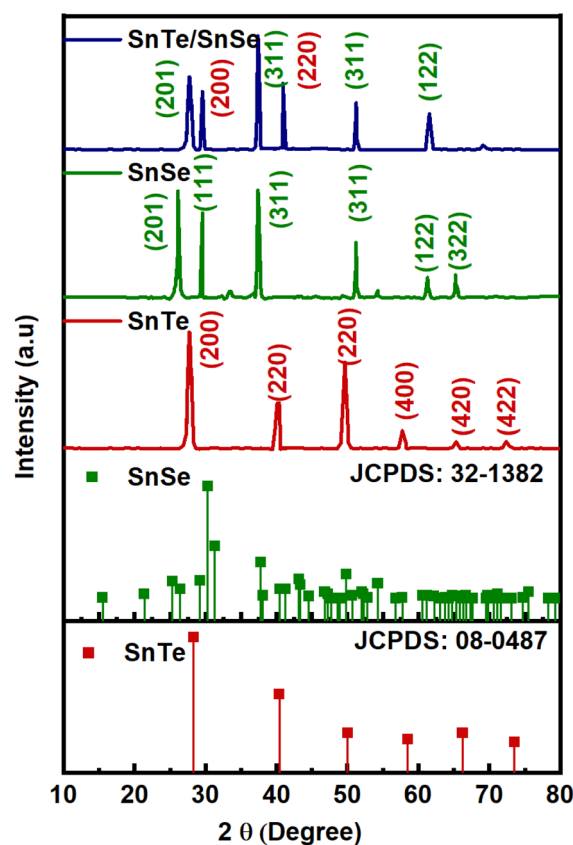 SnTe/SnSe
(201)
(200)
(311)
(220)
(311)
(122)
SnSe
(201)
(111)
(311)
(311)
(122)
(322)
SnTe
(200)
(220)
(220)
(400)
(420)
(422)
SnSe
JCPDS: 32-1382
SnTe
JCPDS: 08-0487
Intensity (a.u)
10 20 30 40 50 60 70 80
2 θ (Degree)